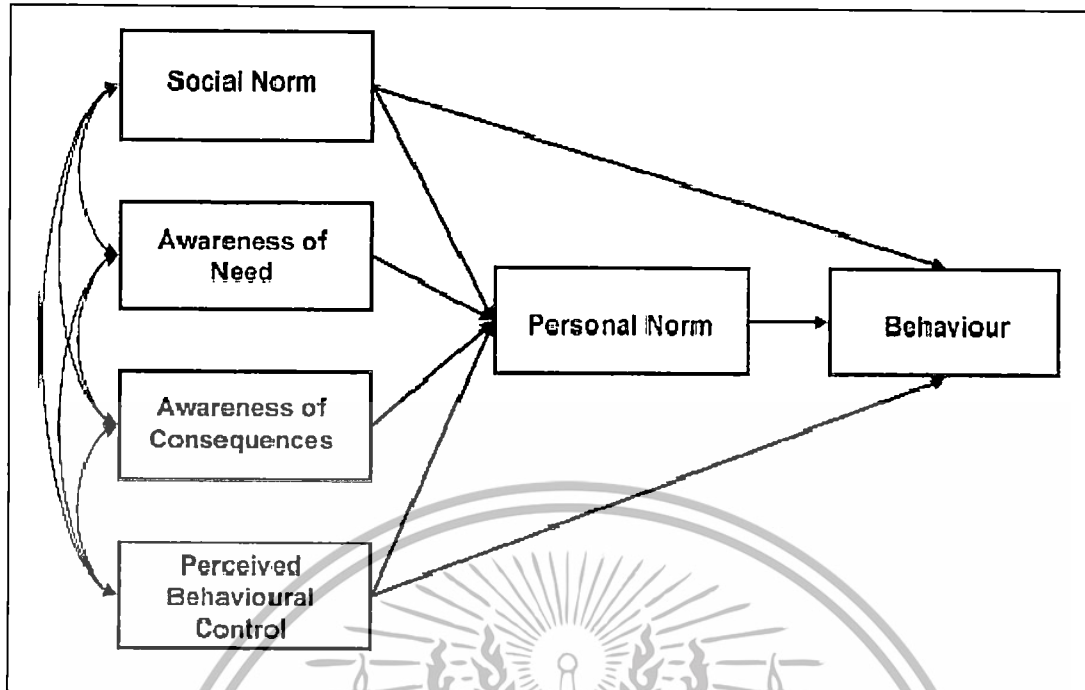 Social Norm
Awareness of
Need
Awareness of
Consequences
Perceived
Behavioural
Control
Personal Norm
Behaviour